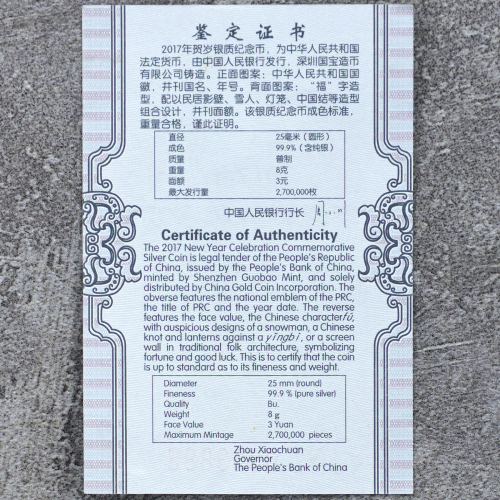 鉴定证书
2017年贺岁银质纪念币，为中华人民共和国
法定货币，由中国人民银行发行，深圳国宝造币
有限公司铸造。正面图案：中华人民共和国国
徽，并刊国名、年号。背面图案：“福”字造
型，配以民居影壁、雪人、灯笼、中国结等造型
组合设计，并刊面额。该银质纪念币成色标准，
重量合格，谨此证明。
直径 25毫米（圆形）
成色 99.9%（含纯银）
质量 普制
重量 8克
面额 3元
最大发行量 2,700,000枚
中国人民银行行长
Certificate of Authenticity
The 2017 New Year Celebration Commemorative
Silver Coin is legal tender of the People's Republic
of China, issued by the People's Bank of China,
minted by Shenzhen Guobao Mint, and solely
distributed by China Gold Coin Incorporation. The
obverse features the national emblem of the PRC,
the title of PRC and the year date. The reverse
features the face value, the Chinese character fú,
with auspicious designs of a snowman, a Chinese
knot and lanterns against a yǐngbì, or a screen
wall in traditional folk architecture, symbolizing
fortune and good luck. This is to certify that the coin
is up to standard as to its fineness and weight.
Diameter 25 mm (round)
Fineness 99.9 % (pure silver)
Quality Bu.
Weight 8 g
Face Value 3 Yuan
Maximum Mintage 2,700,000 pieces
Zhou Xiaochuan
Governor
The People's Bank of China